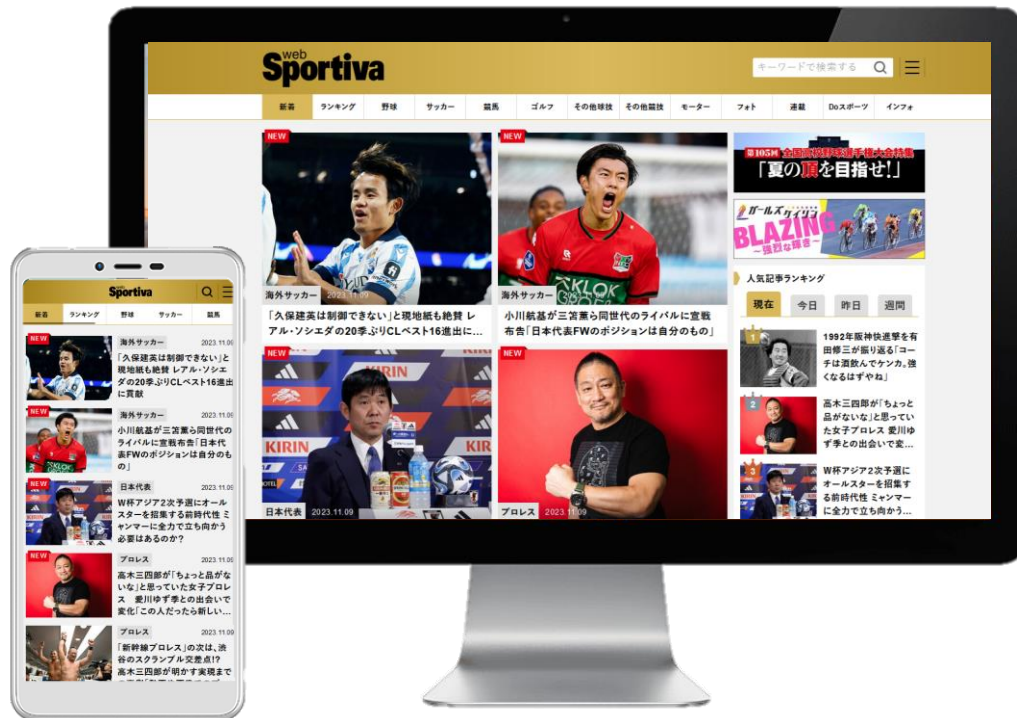 web
Sportiva
キーワードで検索する
新着 ランキング 野球 サッカー 競馬 ゴルフ その他球技 その他競技 モーター フォト 連載 Doスポーツ インフォ
NEW
海外サッカー 2023.11.09
「久保建英は制御できない」と現地紙も絶賛 レ
アル・ソシエダの20季ぶりCLベスト16進出に...
NEW
KLOK
海外サッカー
小川航基が三笘薫ら同世代のライバルに宣戦
布告「日本代表FWのポジションは自分のもの」
NEW
KIRIN
KIRIN
日本代表 2023.11.09
NEW
プロレス 2023.11.09
第105回 全国高校野球選手権大会特集
「夏の頂を目指せ!」
ガールズケイリン
BLAZING
〜強烈な輝き〜
人気記事ランキング
現在 今日 昨日 週間
1
1992年阪神快進撃を有
田修三が振り返る「コー
チは酒飲んでケンカ。強
くなるはずやね」
2
高木三四郎が「ちょっと
品がないな」と思ってい
た女子プロレス 愛川ゆ
ず季との出会いで変...
3
W杯アジア2次予選に
オールスターを招集す
る前時代性 ミャンマー
に全力で立ち向かう...
web
Sportiva
新着 ランキング 野球 サッカー 競馬
NEW
海外サッカー 2023.11.09
「久保建英は制御できない」と
現地紙も絶賛 レアル・ソシエ
ダの20季ぶりCLベスト16進出
に貢献
NEW
海外サッカー 2023.11.09
小川航基が三笘薫ら同世代の
ライバルに宣戦布告「日本代
表FWのポジションは自分のも
の」
NEW
日本代表 2023.11.09
W杯アジア2次予選にオール
スターを招集する前時代性 ミ
ャンマーに全力で立ち向かう
必要はあるのか?
NEW
プロレス 2023.11.09
高木三四郎が「ちょっと品がな
いな」と思っていた女子プロレ
ス 愛川ゆず季との出会いで
変化「この人だったら新しい...
プロレス 2023.11.09
「新幹線プロレス」の次は、渋
谷のスクランブル交差点!?
高木三四郎が明かす実現まで